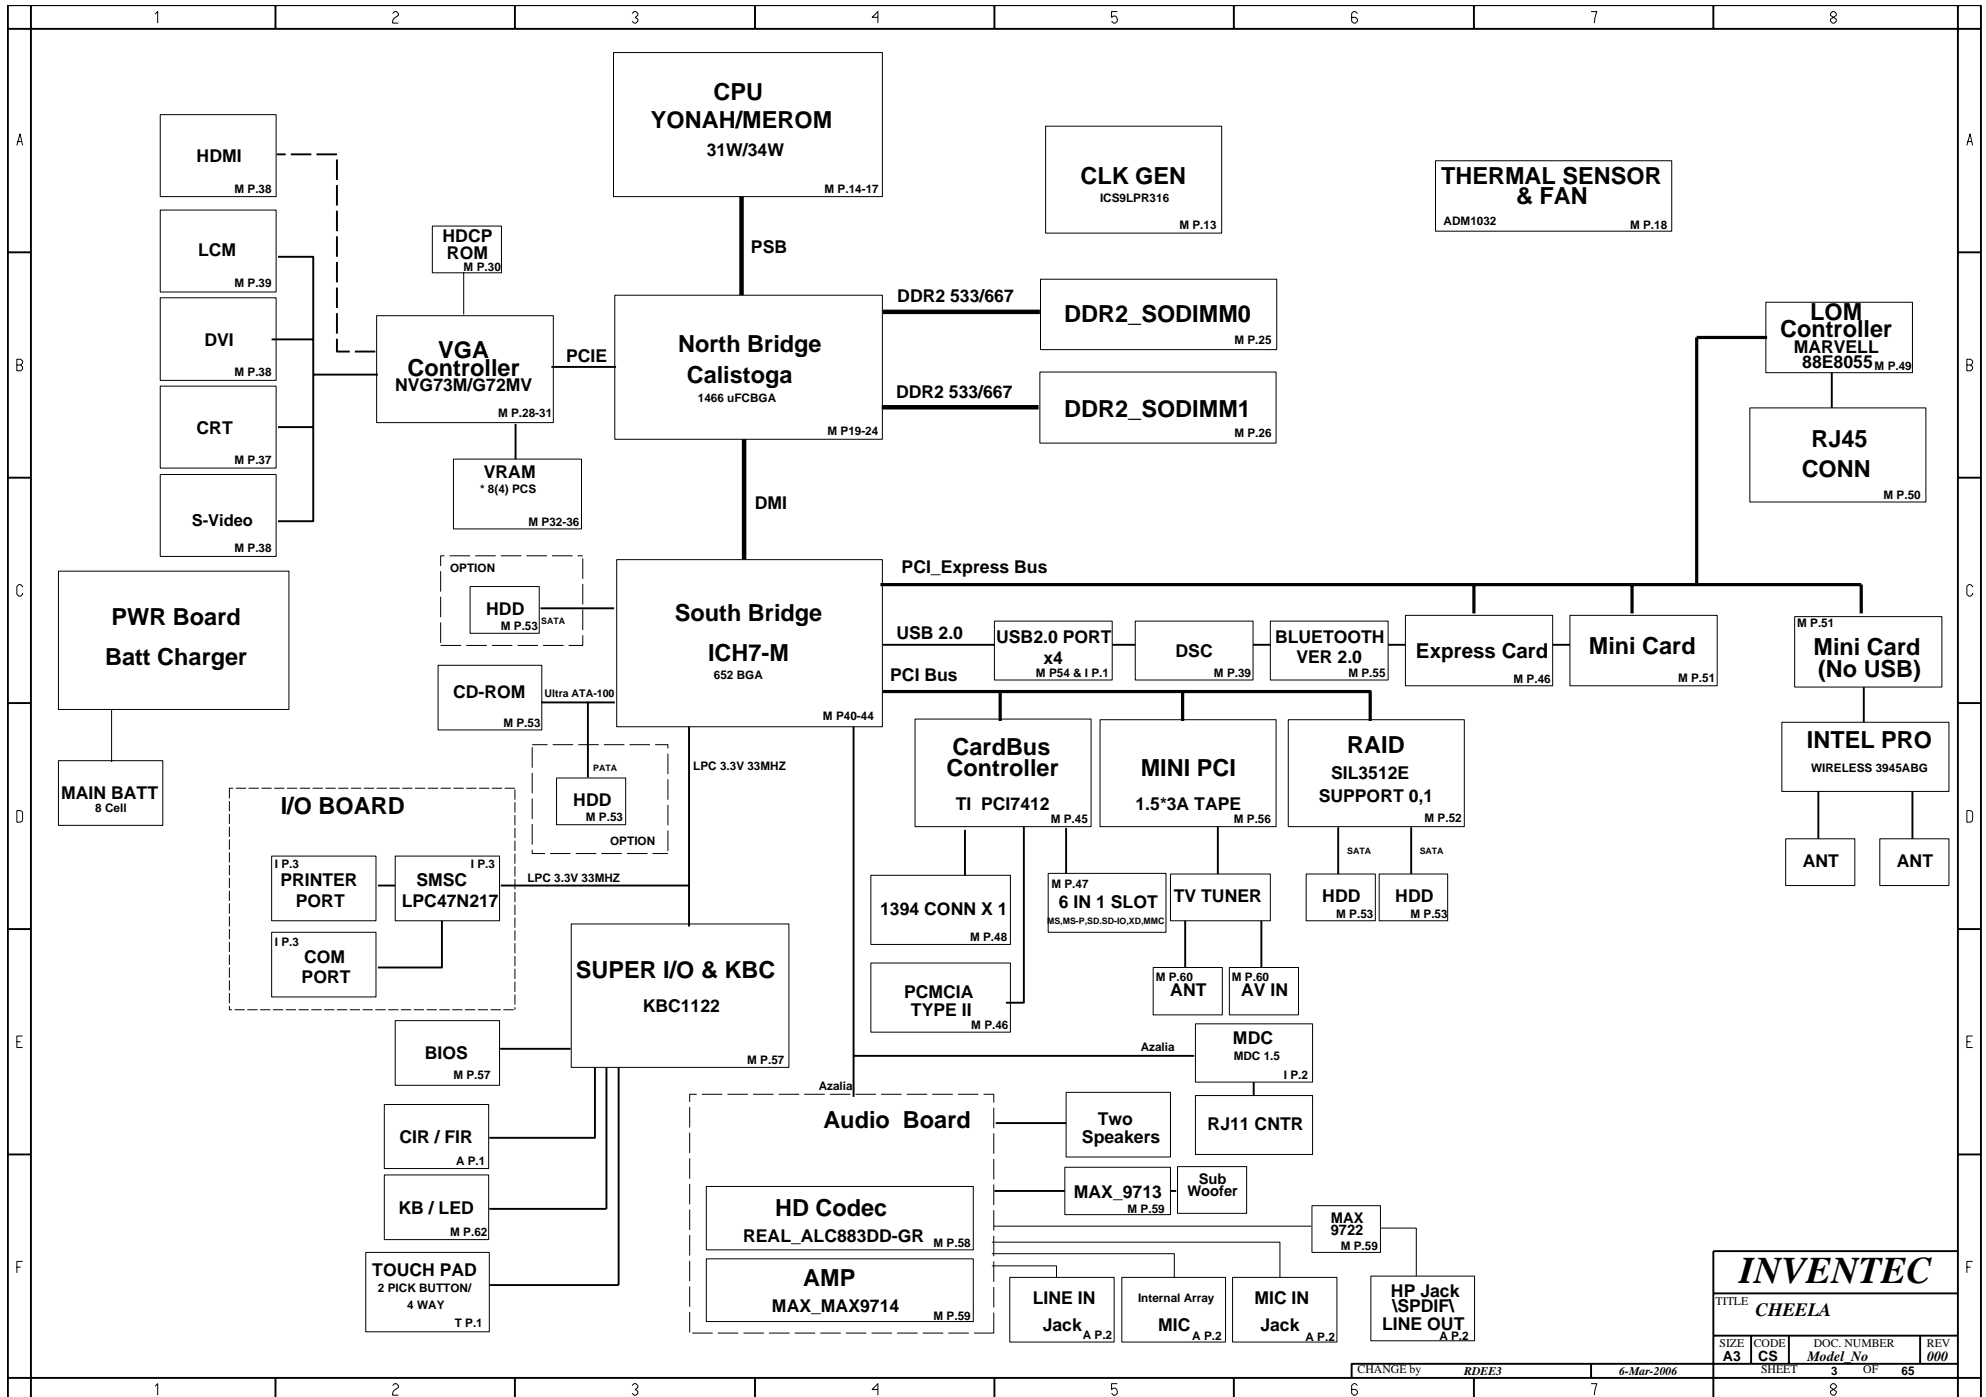 1 2 3 4 5 6 7 8
A
B
C
D
E
F
A
B
C
D
E
F
CPU
YONAH/MEROM
31W/34W
M P.14-17
HDMI
M P.38
CLK GEN
ICS9LPR316
M P.13
THERMAL SENSOR
& FAN
ADM1032
M P.18
LCM
M P.39
HDCP
ROM
M P.30
PSB
DVI
M P.38
VGA
Controller
NVG73M/G72MV
M P.28-31
PCIE
North Bridge
Calistoga
1466 uFCBGA
M P19-24
DDR2 533/667
DDR2_SODIMM0
M P.25
DDR2 533/667
DDR2_SODIMM1
M P.26
LOM
Controller
MARVELL
88E8055
M P.49
RJ45
CONN
M P.50
CRT
M P.37
VRAM
* 8(4) PCS
M P32-36
S-Video
M P.38
DMI
PWR Board
Batt Charger
MAIN BATT
8 Cell
OPTION
HDD
M P.53
SATA
South Bridge
ICH7-M
652 BGA
M P40-44
CD-ROM
M P.53
Ultra ATA-100
PATA
HDD
M P.53
OPTION
PCI_Express Bus
USB 2.0
USB2.0 PORT
x4
M P54 & I P.1
DSC
M P.39
BLUETOOTH
VER 2.0
M P.55
Express Card
M P.46
Mini Card
M P.51
M P.51
Mini Card
(No USB)
PCI Bus
CardBus
Controller
TI PCI7412
M P.45
MINI PCI
1.5*3A TAPE
M P.56
RAID
SIL3512E
SUPPORT 0,1
M P.52
INTEL PRO
WIRELESS 3945ABG
ANT
ANT
LPC 3.3V 33MHZ
I/O BOARD
I P.3
PRINTER
PORT
I P.3
SMSC
LPC47N217
LPC 3.3V 33MHZ
I P.3
COM
PORT
1394 CONN X 1
M P.48
M P.47
6 IN 1 SLOT
MS,MS-P,SD.SD-IO,XD,MMC
TV TUNER
SATA
SATA
HDD
M P.53
HDD
M P.53
PCMCIA
TYPE II
M P.46
M P.60
ANT
M P.60
AV IN
SUPER I/O & KBC
KBC1122
M P.57
BIOS
M P.57
Azalia
MDC
MDC 1.5
I P.2
RJ11 CNTR
CIR / FIR
A P.1
KB / LED
M P.62
TOUCH PAD
2 PICK BUTTON/
4 WAY
T P.1
Azalia
Audio Board
Two
Speakers
MAX_9713
M P.59
Sub
Woofer
HD Codec
REAL_ALC883DD-GR
M P.58
AMP
MAX_MAX9714
M P.59
MAX
9722
M P.59
LINE IN
Jack
A P.2
Internal Array
MIC
A P.2
MIC IN
Jack
A P.2
HP Jack
\SPDIF\
LINE OUT
A P.2
INVENTEC
TITLE
CHEELA
SIZE CODE DOC. NUMBER REV
A3 CS Model_No 000
CHANGE by RDEE3 6-Mar-2006 SHEET 3 OF 65
1 2 3 4 5 6 7 8